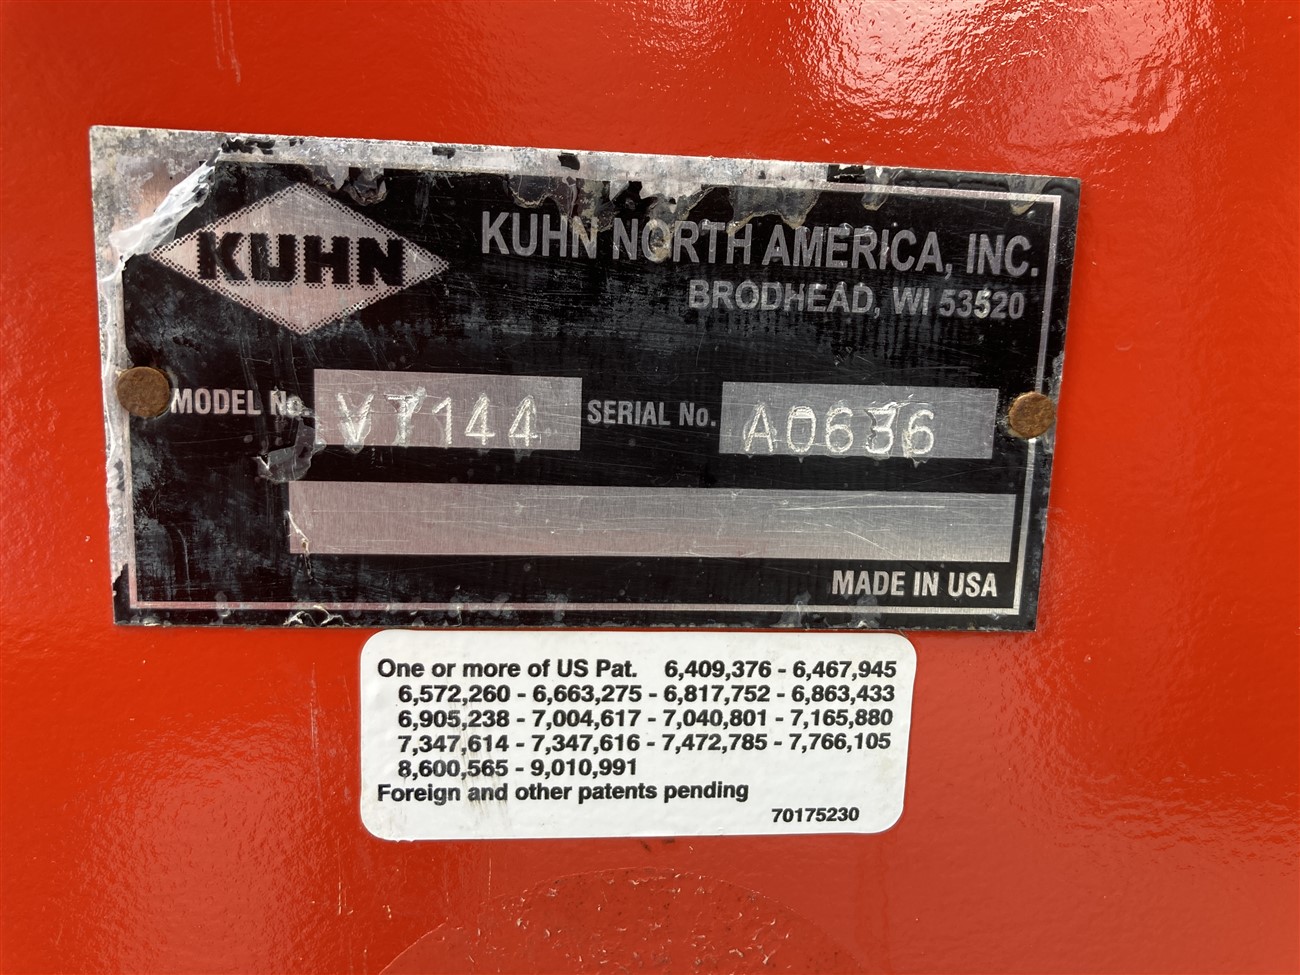 KUHN
KUHN NORTH AMERICA, INC.
BRODHEAD, WI 53520
MODEL No. V7144 SERIAL No. A0636
MADE IN USA
One or more of US Pat. 6,409,376 - 6,467,945
6,572,260 - 6,663,275 - 6,817,752 - 6,863,433
6,905,238 - 7,004,617 - 7,040,801 - 7,165,880
7,347,614 - 7,347,616 - 7,472,785 - 7,766,105
8,600,565 - 9,010,991
Foreign and other patents pending
70175230